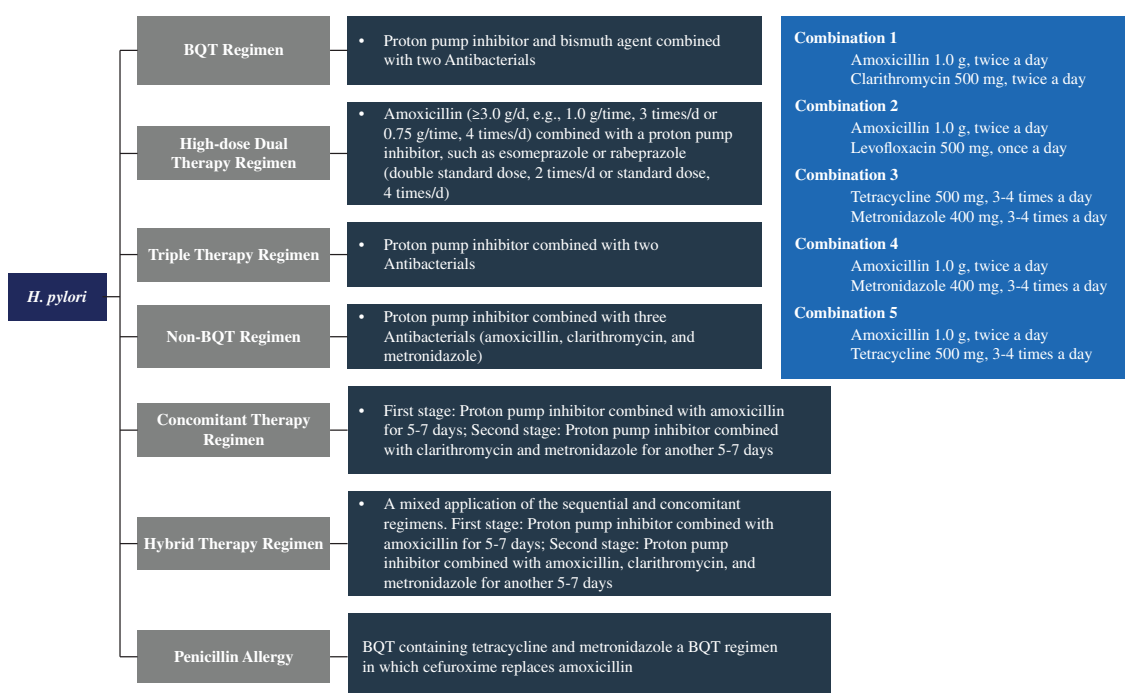 H. pylori
BQT Regimen
• Proton pump inhibitor and bismuth agent combined
with two Antibacterials
High-dose Dual
Therapy Regimen
• Amoxicillin (≥3.0 g/d, e.g., 1.0 g/time, 3 times/d or
0.75 g/time, 4 times/d) combined with a proton pump
inhibitor, such as esomeprazole or rabeprazole
(double standard dose, 2 times/d or standard dose,
4 times/d)
Triple Therapy Regimen
• Proton pump inhibitor combined with two
Antibacterials
Non-BQT Regimen
• Proton pump inhibitor combined with three
Antibacterials (amoxicillin, clarithromycin, and
metronidazole)
Concomitant Therapy
Regimen
• First stage: Proton pump inhibitor combined with amoxicillin
for 5-7 days; Second stage: Proton pump inhibitor combined
with clarithromycin and metronidazole for another 5-7 days
Hybrid Therapy Regimen
• A mixed application of the sequential and concomitant
regimens. First stage: Proton pump inhibitor combined with
amoxicillin for 5-7 days; Second stage: Proton pump
inhibitor combined with amoxicillin, clarithromycin, and
metronidazole for another 5-7 days
Penicillin Allergy
BQT containing tetracycline and metronidazole a BQT regimen
in which cefuroxime replaces amoxicillin
Combination 1
Amoxicillin 1.0 g, twice a day
Clarithromycin 500 mg, twice a day
Combination 2
Amoxicillin 1.0 g, twice a day
Levofloxacin 500 mg, once a day
Combination 3
Tetracycline 500 mg, 3-4 times a day
Metronidazole 400 mg, 3-4 times a day
Combination 4
Amoxicillin 1.0 g, twice a day
Metronidazole 400 mg, 3-4 times a day
Combination 5
Amoxicillin 1.0 g, twice a day
Tetracycline 500 mg, 3-4 times a day